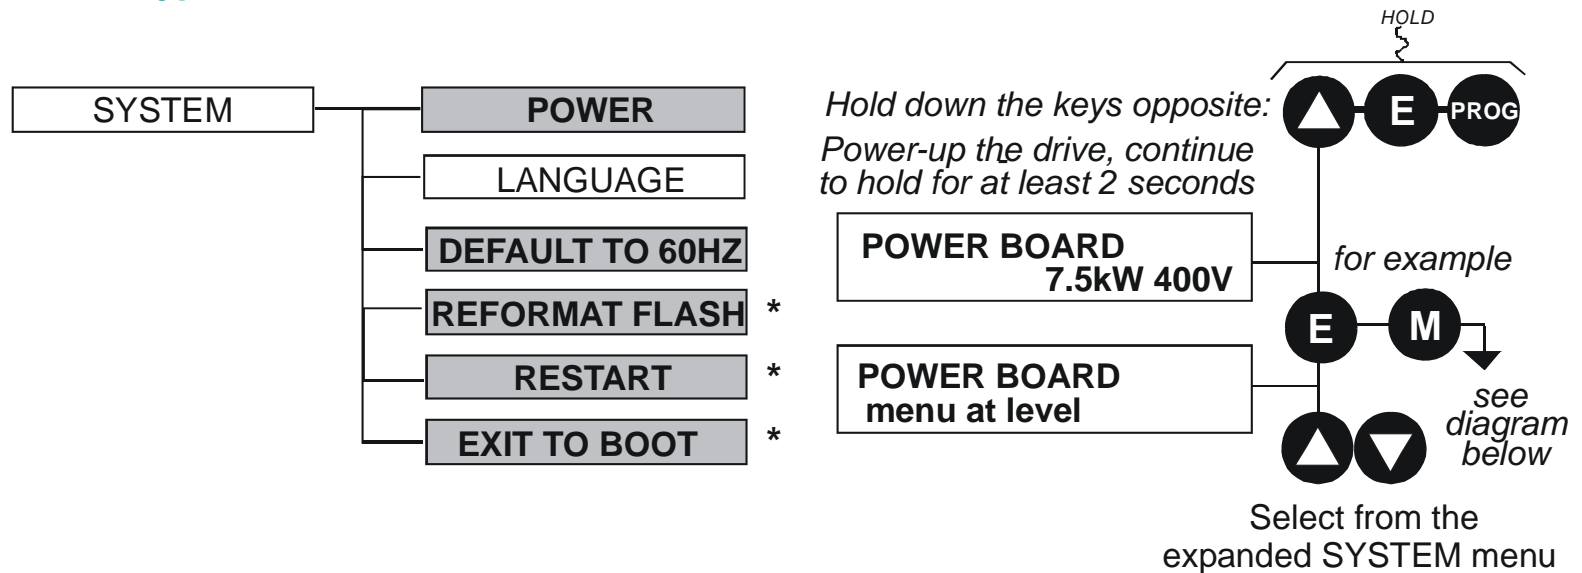 HOLD
SYSTEM
POWER
LANGUAGE
DEFAULT TO 60HZ
REFORMAT FLASH *
RESTART *
EXIT TO BOOT *
Hold down the keys opposite:
Power-up the drive, continue
to hold for at least 2 seconds
E
PROG
POWER BOARD
7.5kW 400V
for example
E
M
POWER BOARD
menu at level
see
diagram
below
Select from the
expanded SYSTEM menu